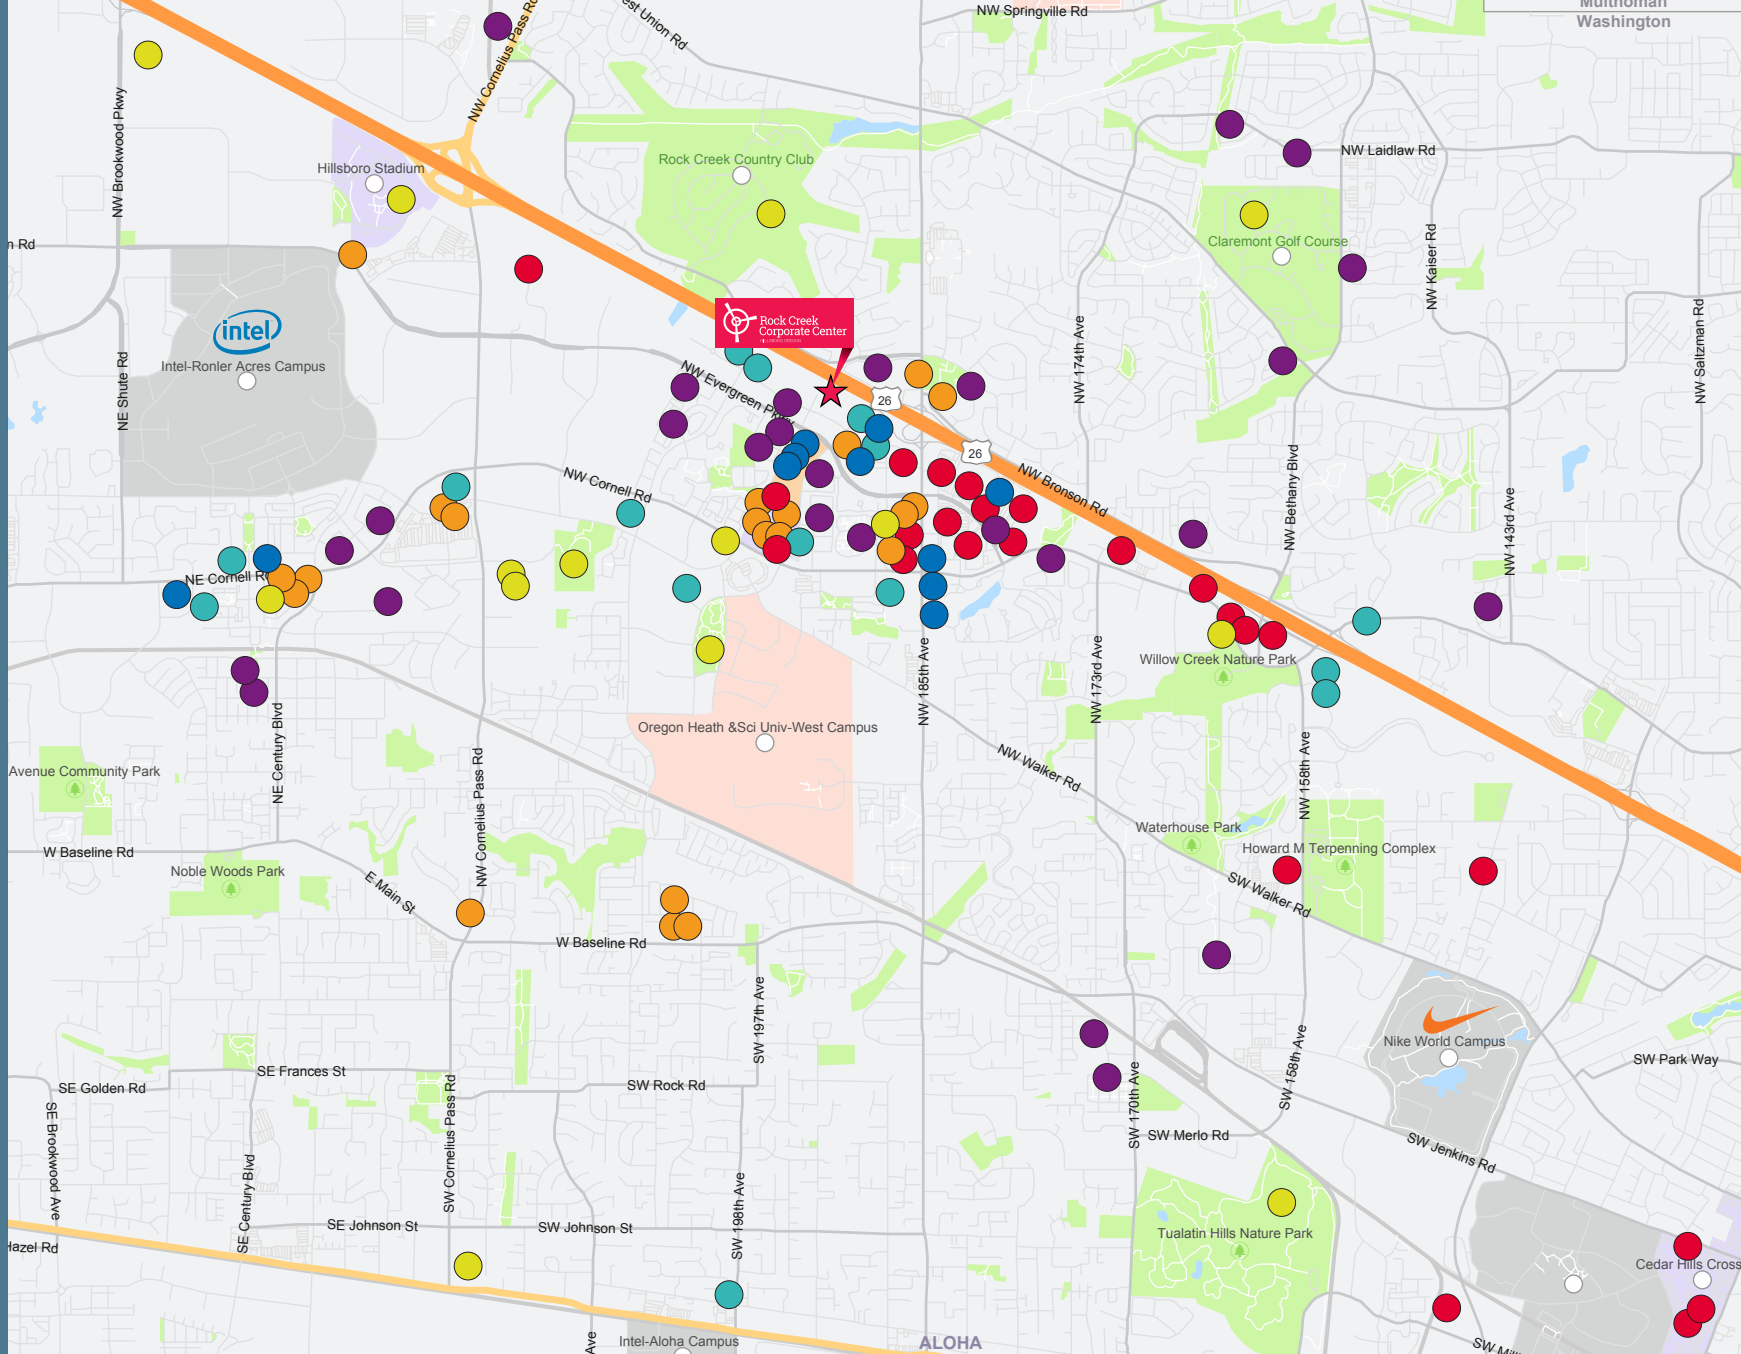 Multnomah
Washington
NW Springville Rd
est Union Rd
NW Cornelius Pass Rd
NW Brookwood Pkwy
Hillsboro Stadium
Rock Creek Country Club
NW Laidlaw Rd
n Rd
Claremont Golf Course
NW Kaiser Rd
intel
Intel-Ronler Acres Campus
Rock Creek
Corporate Center
HILLSBORO OREGON
NE Shute Rd
NW Evergreen Pkwy
26
26
NW 174th Ave
NW Saltzman Rd
NW Cornell Rd
NW Bronson Rd
NW Bethany Blvd
NW 143rd Ave
NE Cornell Rd
NW 185th Ave
NW 173rd Ave
Willow Creek Nature Park
Oregon Heath &Sci Univ-West Campus
NE Century Blvd
NW Cornelius Pass Rd
NW Walker Rd
NW 158th Ave
Avenue Community Park
Waterhouse Park
Howard M Terpenning Complex
W Baseline Rd
Noble Woods Park
E Main St
SW Walker Rd
W Baseline Rd
SW 197th Ave
Nike World Campus
SW 158th Ave
SW Park Way
SE Golden Rd
SE Frances St
SW Rock Rd
SW 170th Ave
SE Brookwood Ave
SW Cornelius Pass Rd
SW Merlo Rd
SW Jenkins Rd
SE Century Blvd
SE Johnson St
SW Johnson St
SW 198th Ave
Tualatin Hills Nature Park
Hazel Rd
Cedar Hills Cross
Intel-Aloha Campus
Ave
ALOHA